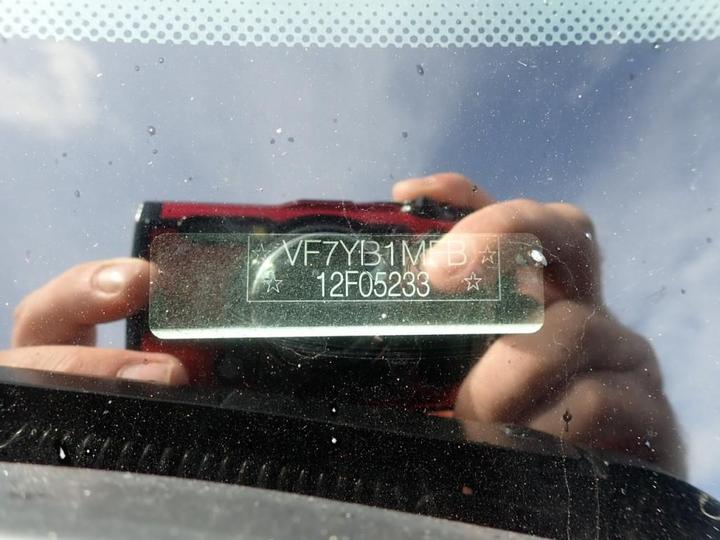 ☆ VF7YB1MFB ☆
☆ 12F05233 ☆